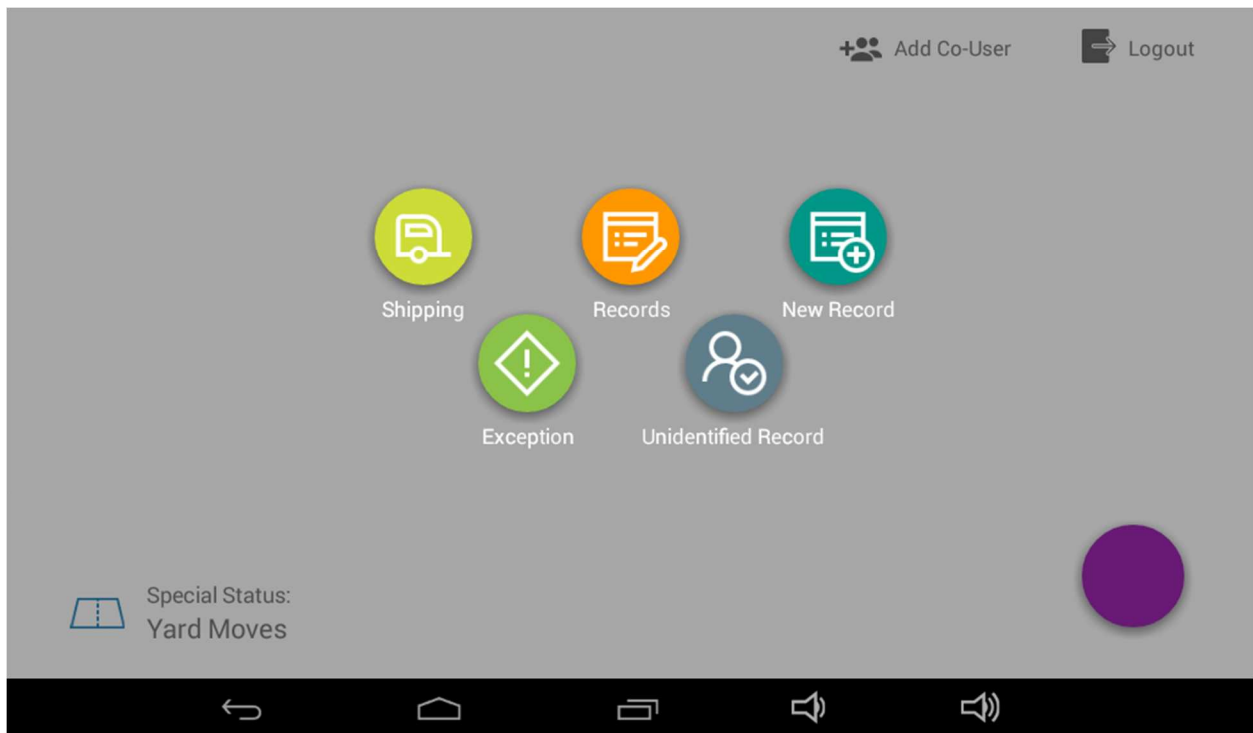 Add Co-User
Logout
Shipping
Records
New Record
Exception
Unidentified Record
Special Status:
Yard Moves